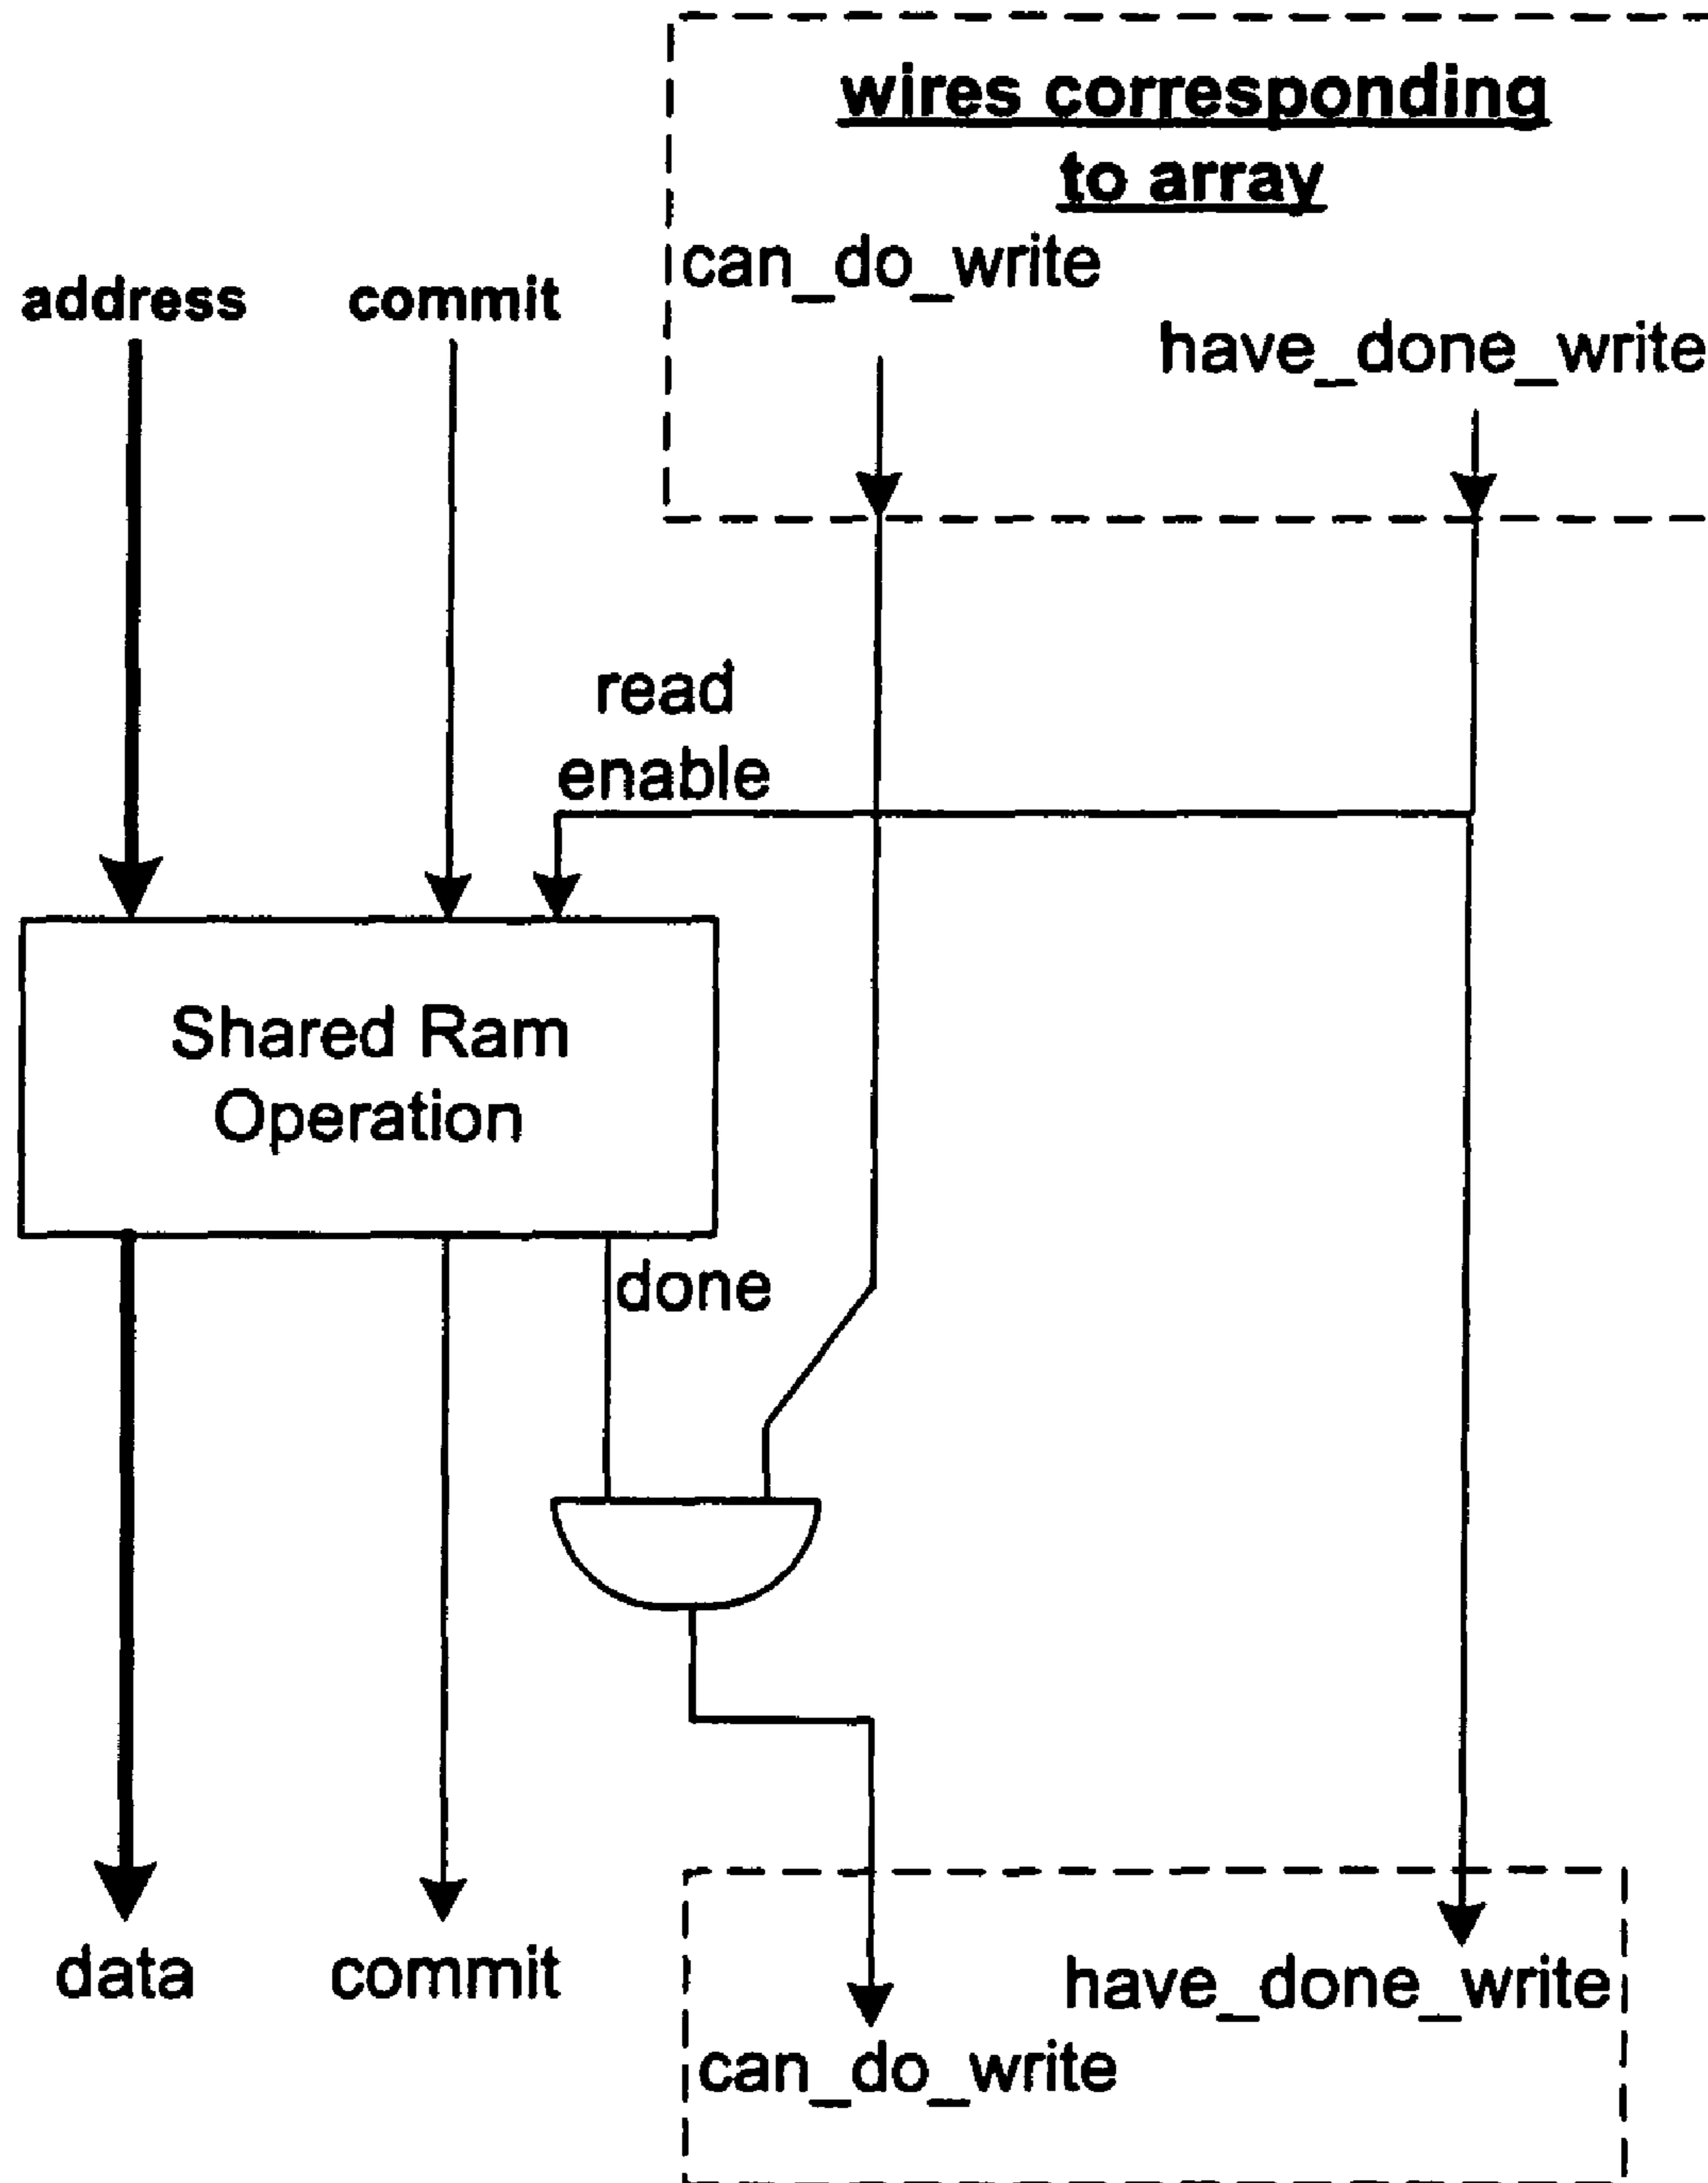 wires corresponding
to array
can_do_write
address
commit
have_done_write
read
enable
Shared Ram
Operation
done
data
commit
have_done_write
can_do_write